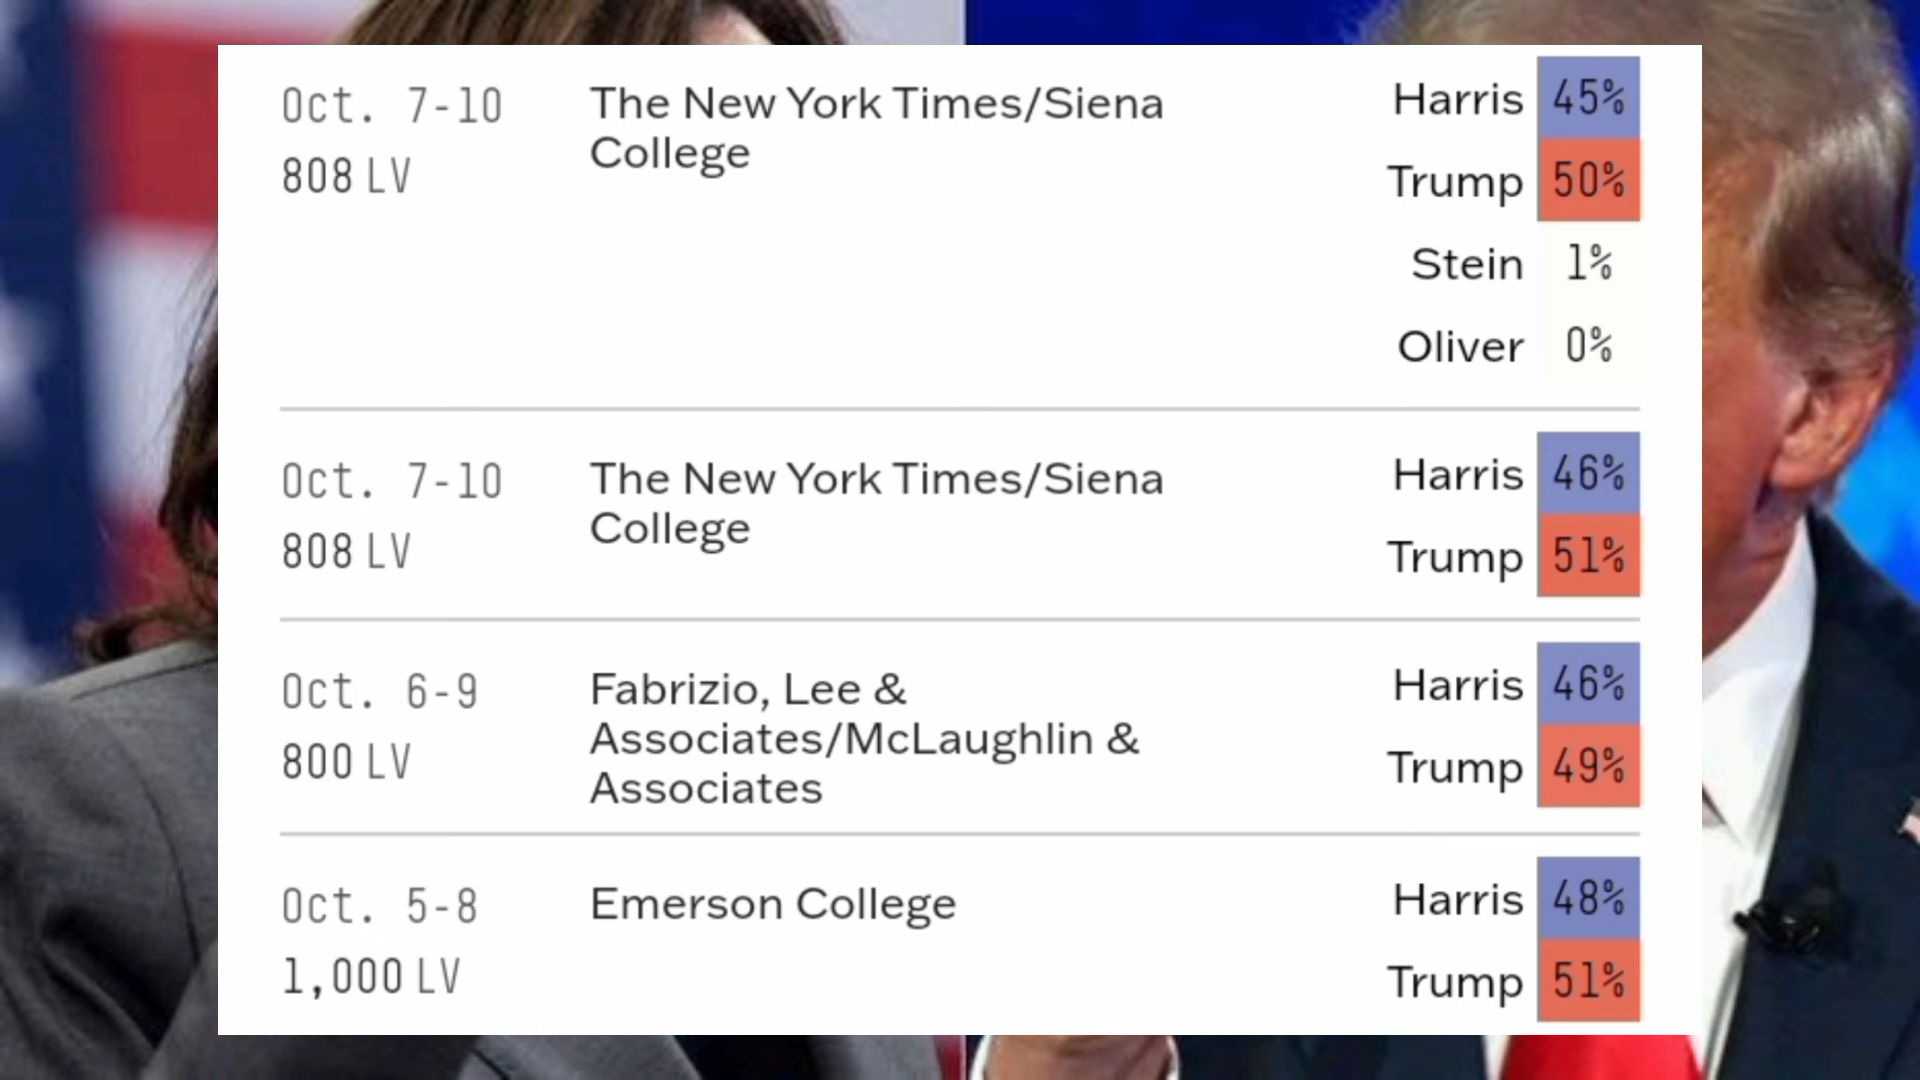 Oct. 7-10
808 LV
The New York Times/Siena
College
Harris 45%
Trump 50%
Stein 1%
Oliver 0%
Oct. 7-10
808 LV
The New York Times/Siena
College
Harris 46%
Trump 51%
Oct. 6-9
800 LV
Fabrizio, Lee &
Associates/McLaughlin &
Associates
Harris 46%
Trump 49%
Oct. 5-8
1,000 LV
Emerson College
Harris 48%
Trump 51%